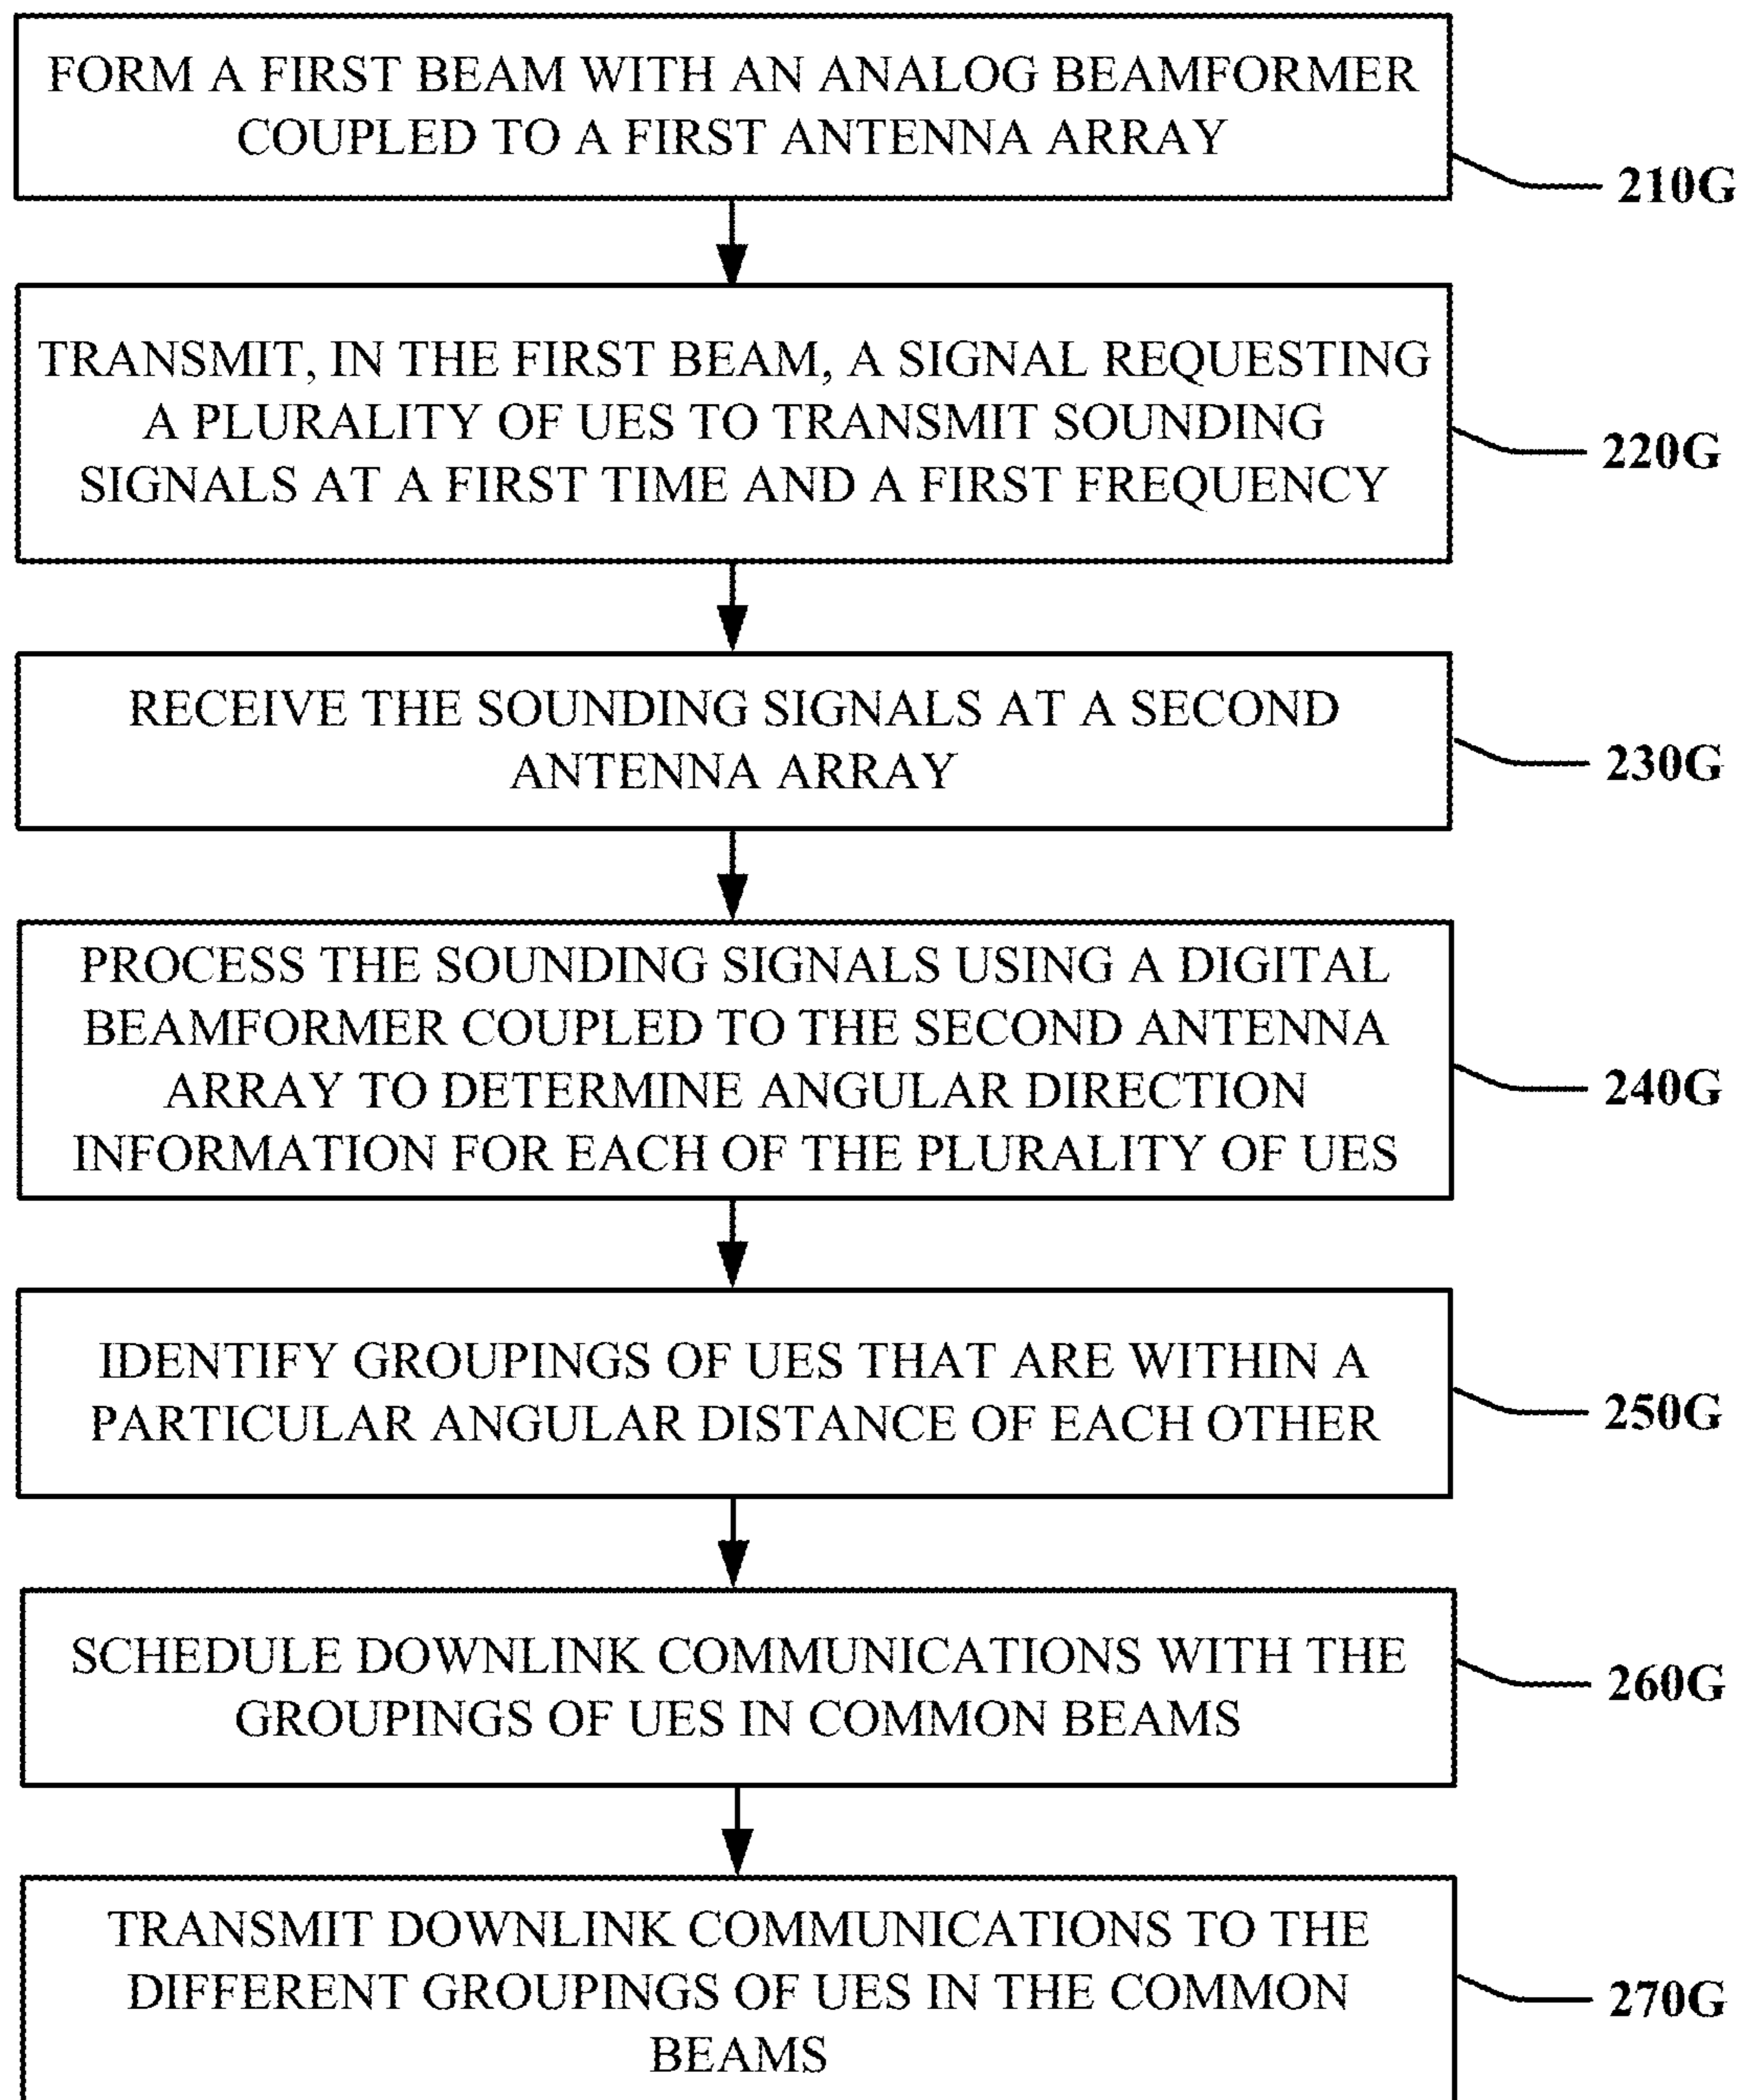 FORM A FIRST BEAM WITH AN ANALOG BEAMFORMER
COUPLED TO A FIRST ANTENNA ARRAY
210G
TRANSMIT, IN THE FIRST BEAM, A SIGNAL REQUESTING
A PLURALITY OF UES TO TRANSMIT SOUNDING
SIGNALS AT A FIRST TIME AND A FIRST FREQUENCY
220G
RECEIVE THE SOUNDING SIGNALS AT A SECOND
ANTENNA ARRAY
230G
PROCESS THE SOUNDING SIGNALS USING A DIGITAL
BEAMFORMER COUPLED TO THE SECOND ANTENNA
ARRAY TO DETERMINE ANGULAR DIRECTION
INFORMATION FOR EACH OF THE PLURALITY OF UES
240G
IDENTIFY GROUPINGS OF UES THAT ARE WITHIN A
PARTICULAR ANGULAR DISTANCE OF EACH OTHER
250G
SCHEDULE DOWNLINK COMMUNICATIONS WITH THE
GROUPINGS OF UES IN COMMON BEAMS
260G
TRANSMIT DOWNLINK COMMUNICATIONS TO THE
DIFFERENT GROUPINGS OF UES IN THE COMMON
BEAMS
270G